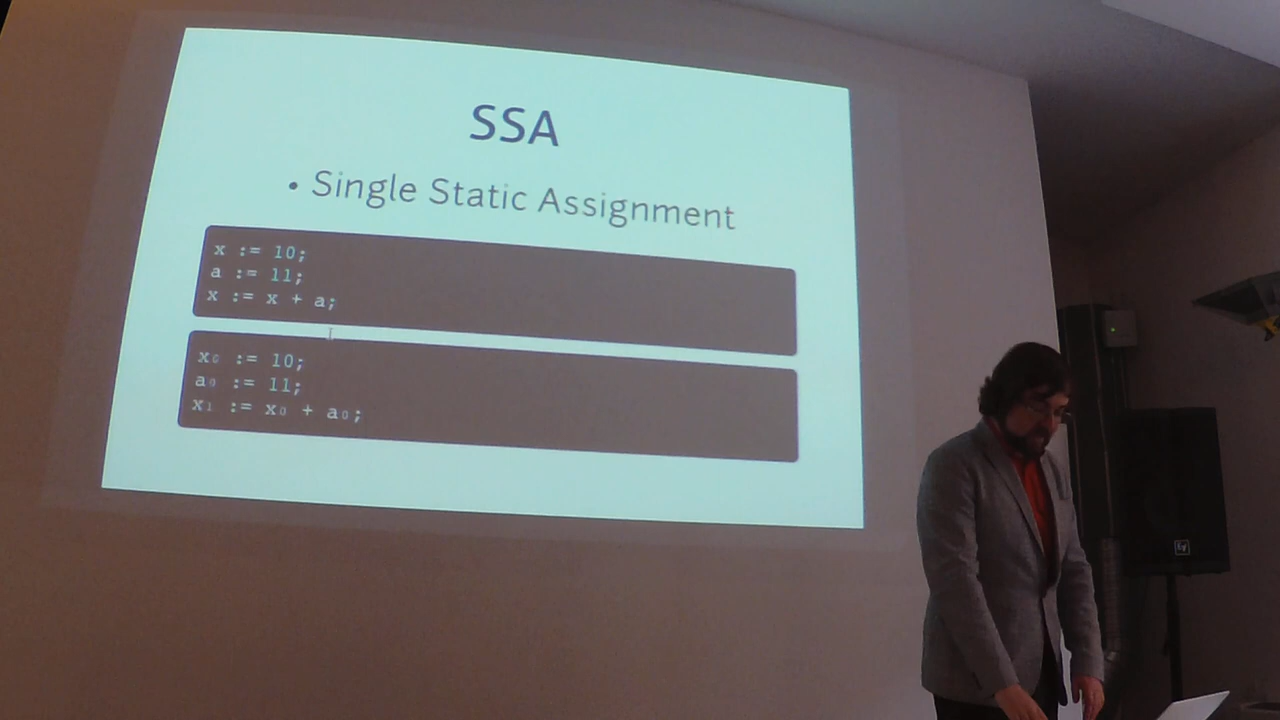 SSA
• Single Static Assignment
x := 10;
a := 11;
x := x + a;
x₀ := 10;
a₀ := 11;
x₁ := x₀ + a₀;